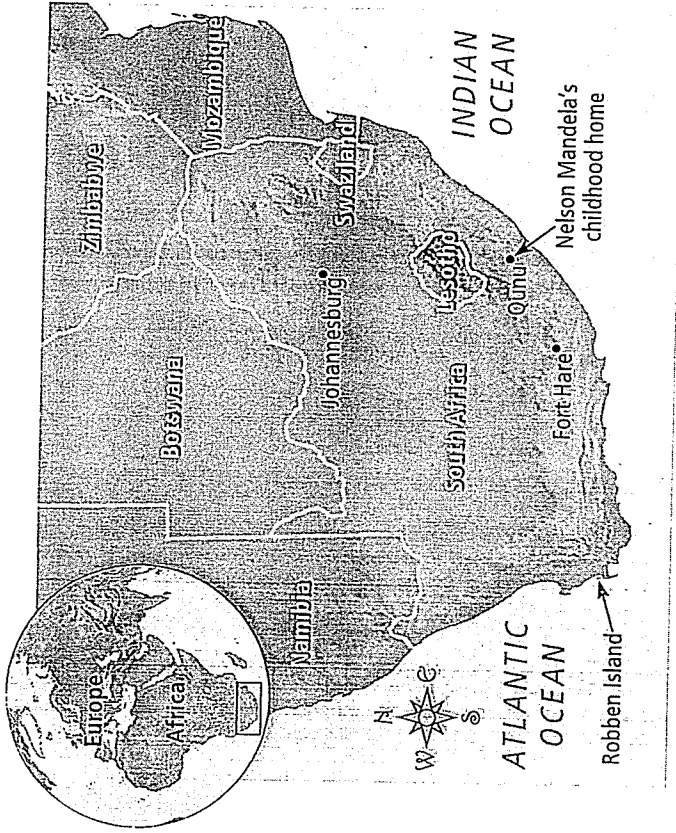 Europe
Africa
Zimbabwe
Mozambique
Botswana
Namibia
Johannesburg
Swaziland
South Africa
Lesotho
Qunu
Fort Hare
INDIAN
OCEAN
Nelson Mandela's
childhood home
N
W
e
S
ATLANTIC
OCEAN
Robben Island